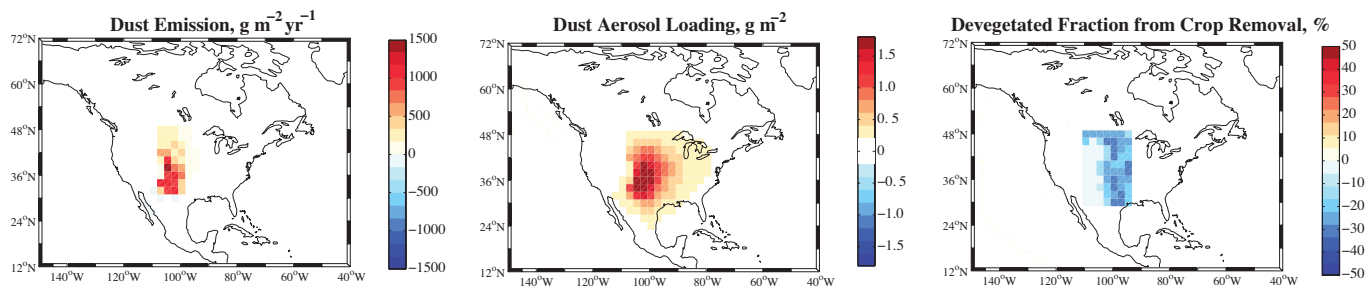 Dust Emission, g m⁻²yr⁻¹
72°N
60°N
48°N
36°N
24°N
12°N
140°W 120°W 100°W 80°W 60°W 40°W
1500
1000
500
0
−500
−1000
−1500
Dust Aerosol Loading, g m⁻²
72°N
60°N
48°N
36°N
24°N
12°N
140°W 120°W 100°W 80°W 60°W 40°W
1.5
1.0
0.5
0
−0.5
−1.0
−1.5
Devegetated Fraction from Crop Removal, %
72°N
60°N
48°N
36°N
24°N
12°N
140°W 120°W 100°W 80°W 60°W 40°W
50
40
30
20
10
0
−10
−20
−30
−40
−50